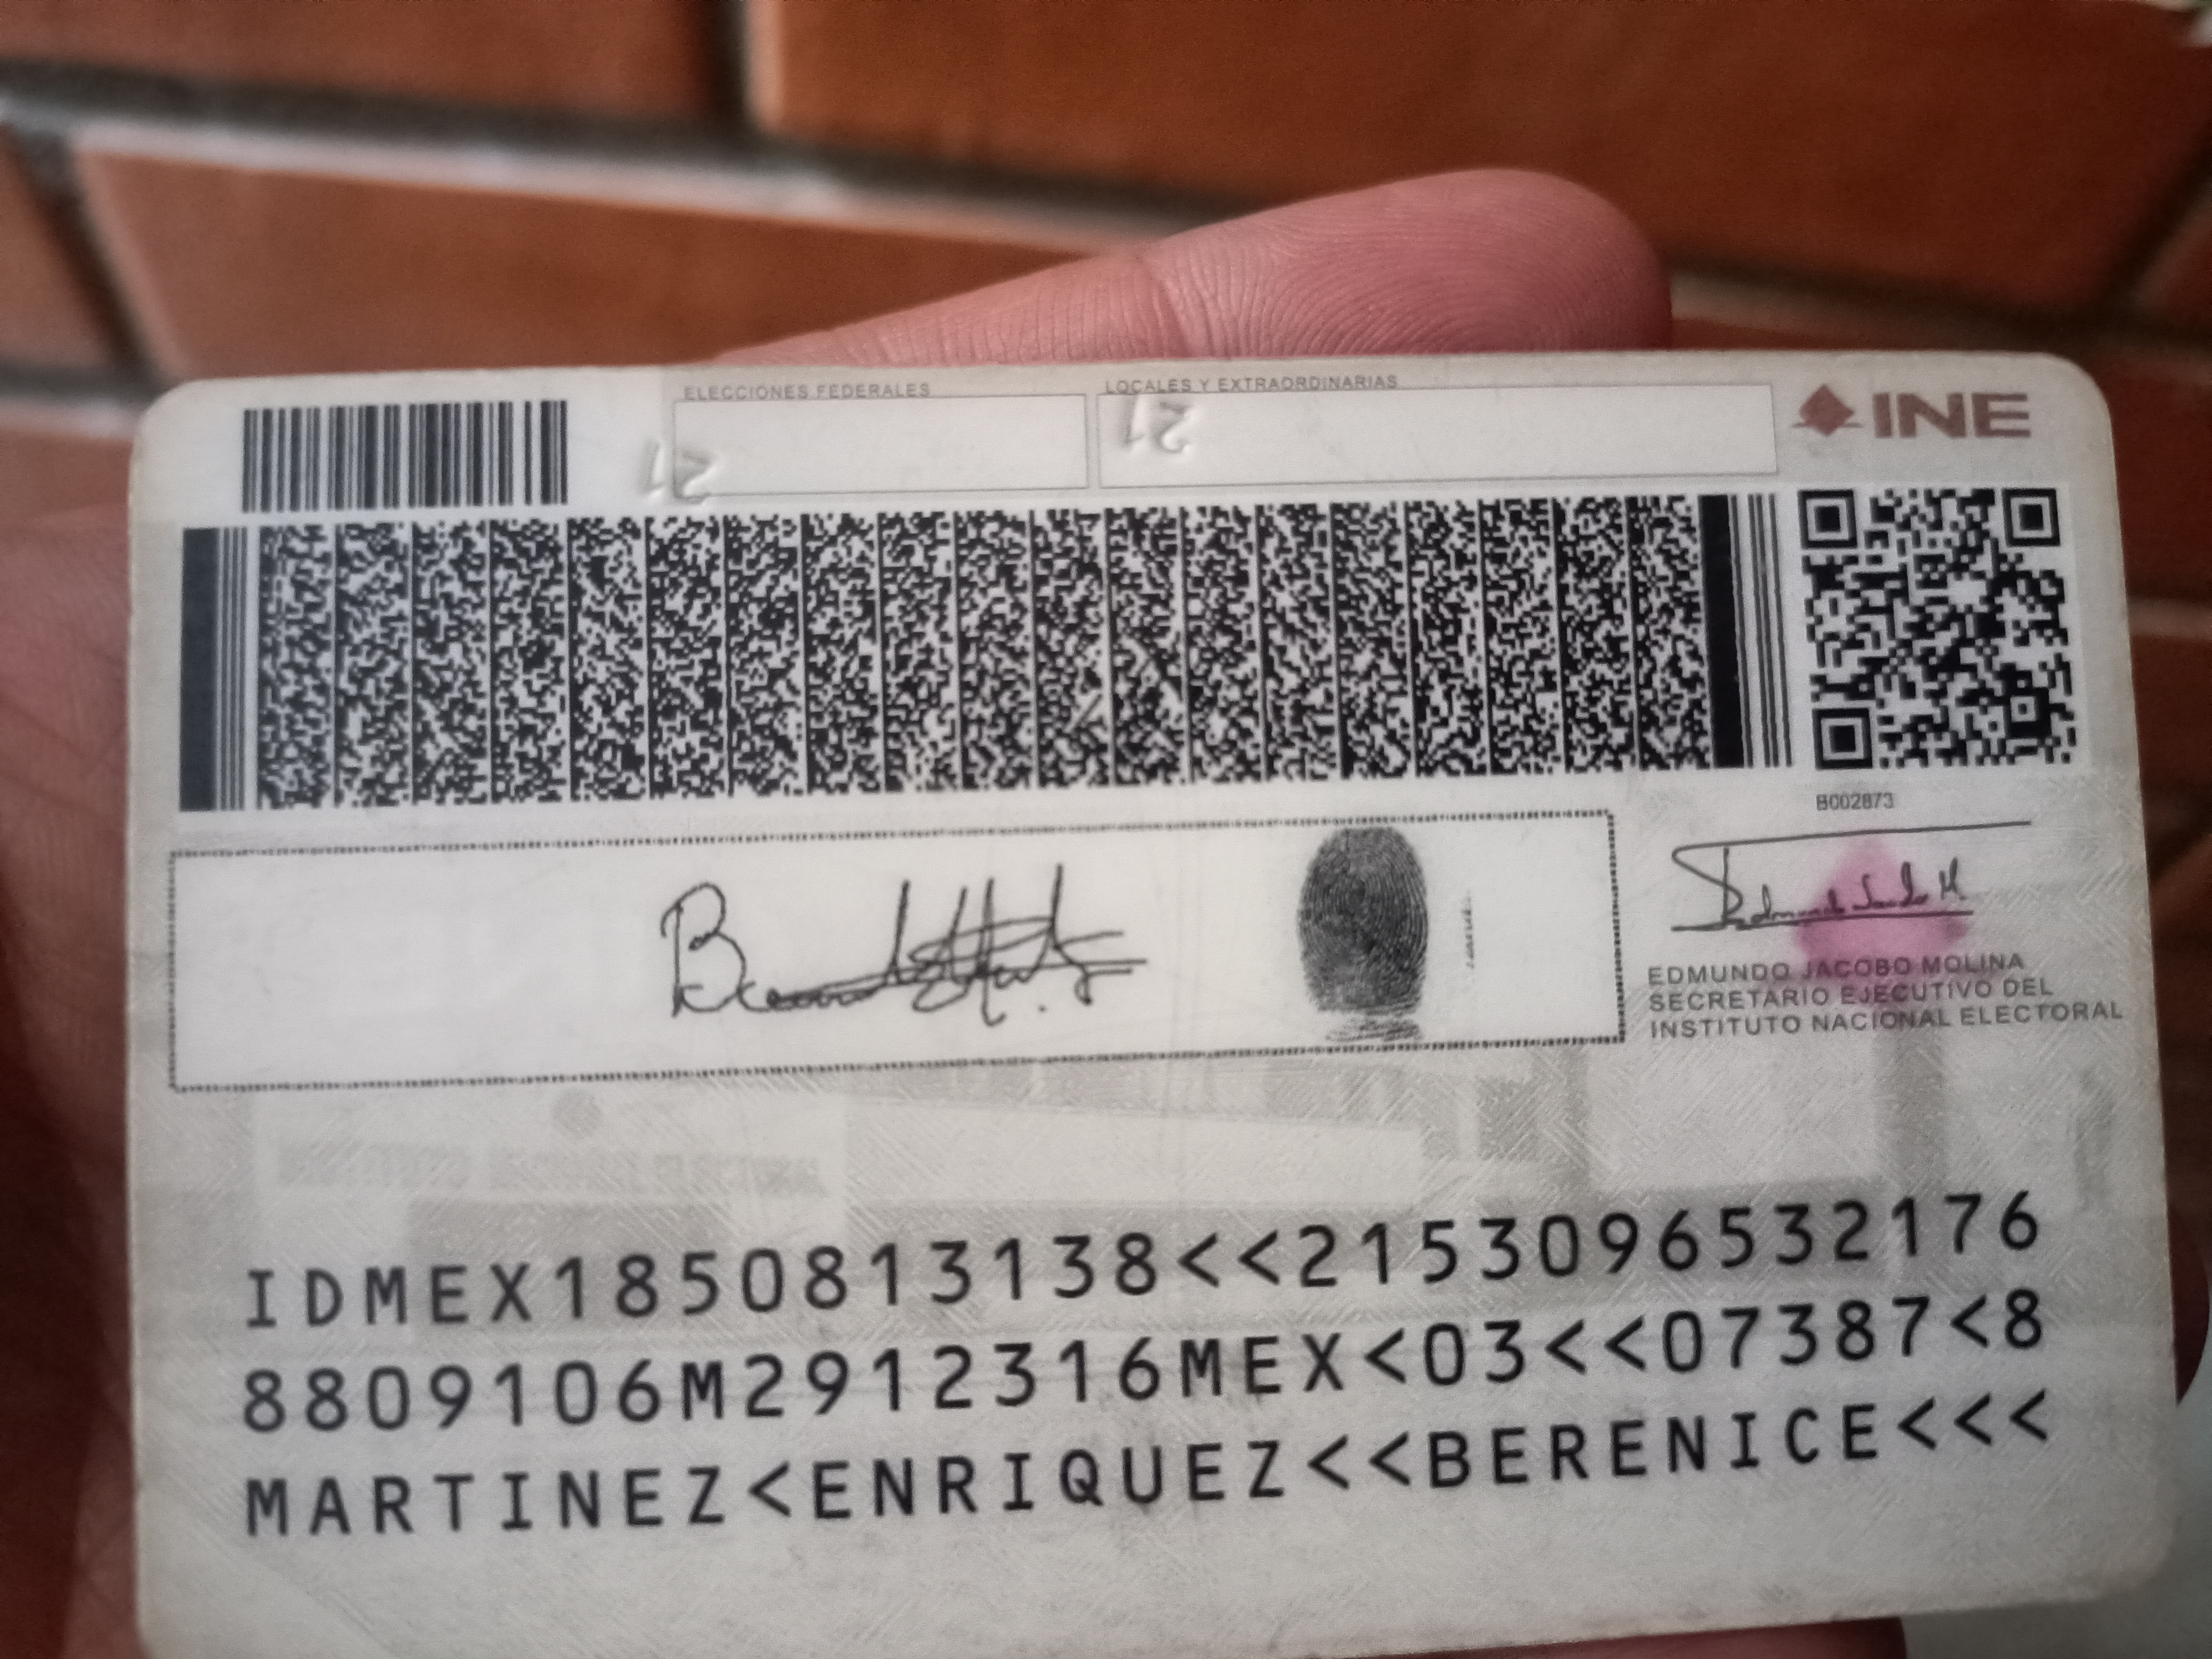 ELECCIONES FEDERALES
LOCALES Y EXTRAORDINARIAS
INE
21
21
B002873
EDMUNDO JACOBO MOLINA
SECRETARIO EJECUTIVO DEL
INSTITUTO NACIONAL ELECTORAL
IDMEX1850813138<<2153096532176
8809106M2912316MEX<03<<07387<8
MARTINEZ<ENRIQUEZ<<BERENICE<<<